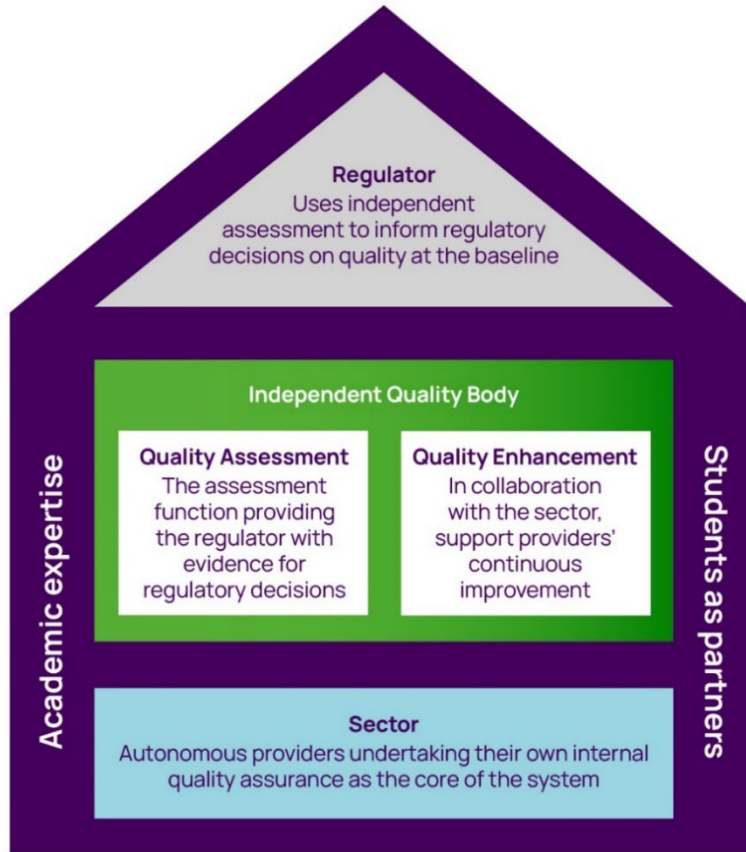 Regulator
Uses independent
assessment to inform regulatory
decisions on quality at the baseline
Independent Quality Body
Quality Assessment
The assessment
function providing
the regulator with
evidence for
regulatory decisions
Quality Enhancement
In collaboration
with the sector,
support providers’
continuous
improvement
Academic expertise
Students as partners
Sector
Autonomous providers undertaking their own internal
quality assurance as the core of the system